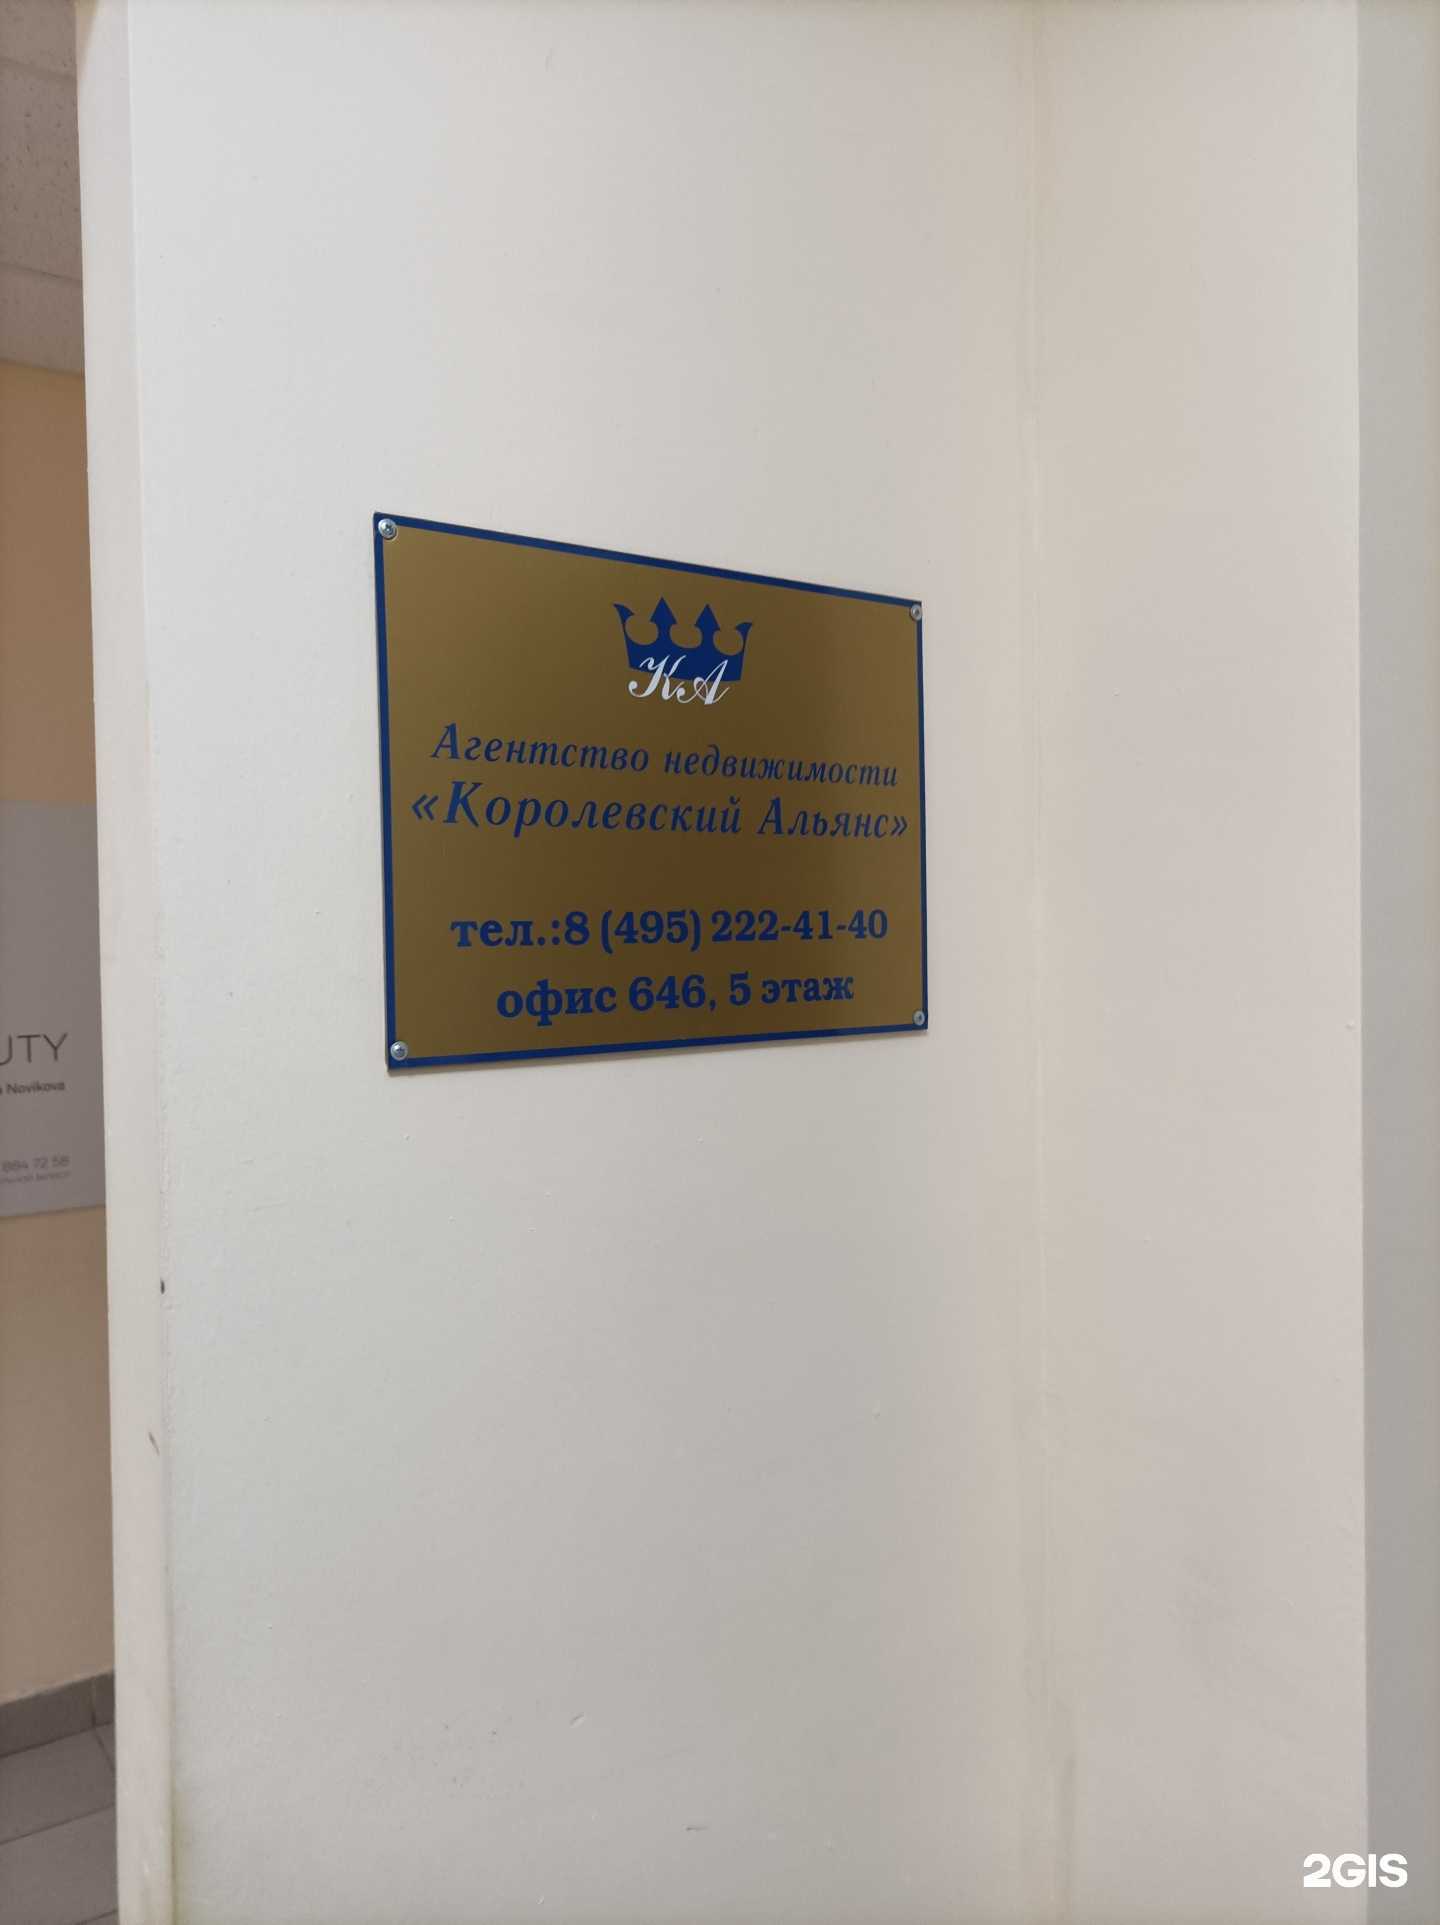 КА
Агентство недвижимости
«Королевский Альянс»
тел.:8 (495) 222-41-40
офис 646, 5 этаж
UTY
Novikova
884 72 58
2GIS